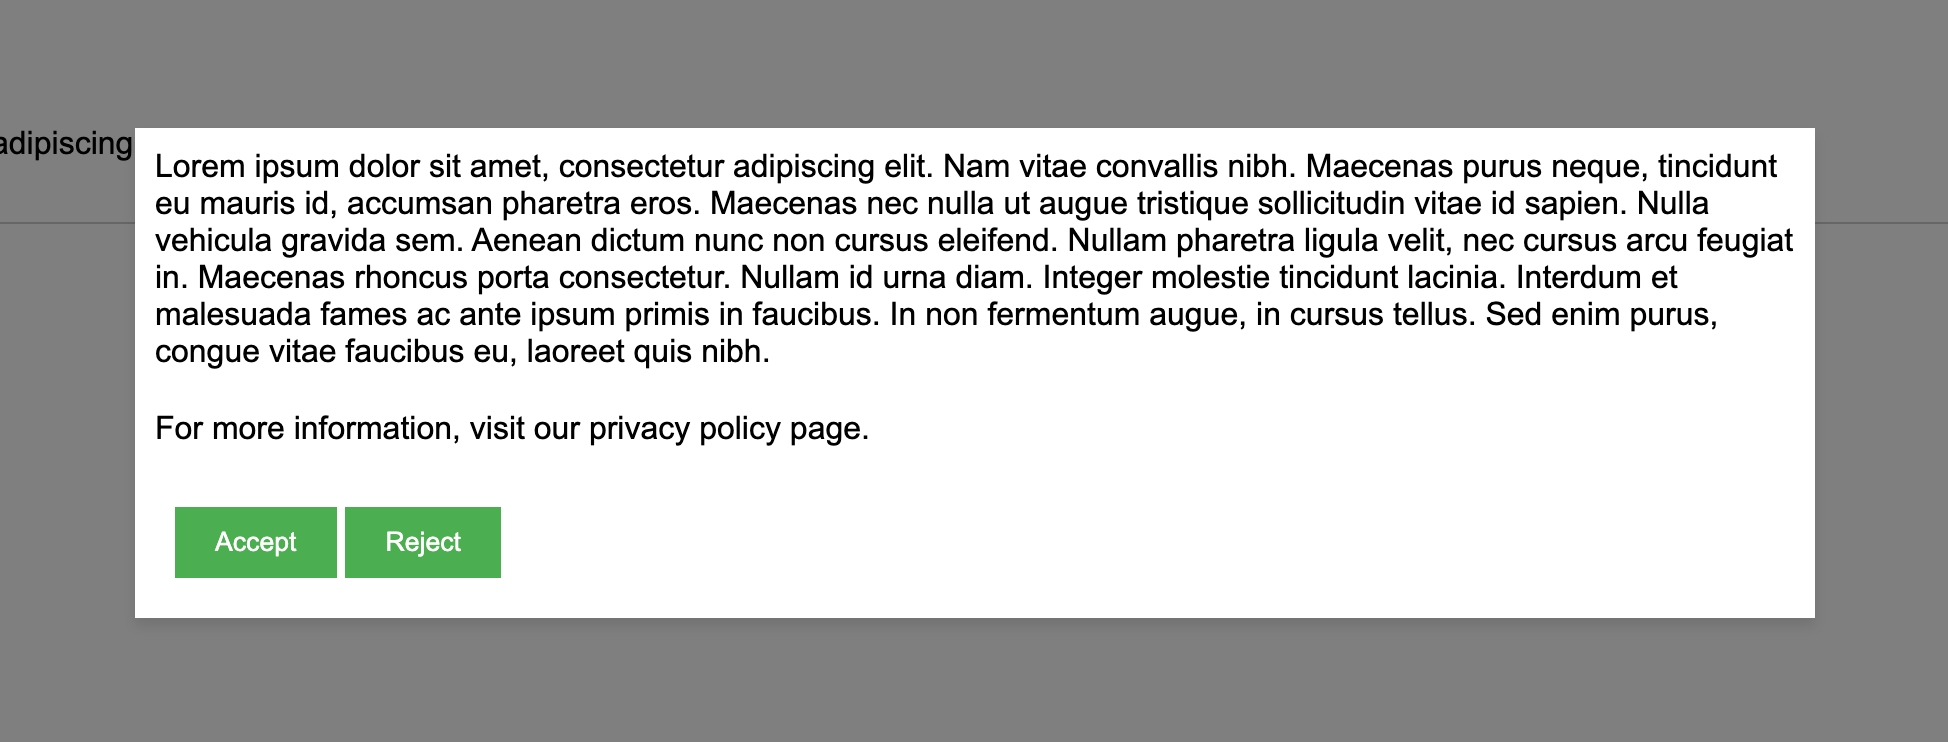 adipiscing
Lorem ipsum dolor sit amet, consectetur adipiscing elit. Nam vitae convallis nibh. Maecenas purus neque, tincidunt
eu mauris id, accumsan pharetra eros. Maecenas nec nulla ut augue tristique sollicitudin vitae id sapien. Nulla
vehicula gravida sem. Aenean dictum nunc non cursus eleifend. Nullam pharetra ligula velit, nec cursus arcu feugiat
in. Maecenas rhoncus porta consectetur. Nullam id urna diam. Integer molestie tincidunt lacinia. Interdum et
malesuada fames ac ante ipsum primis in faucibus. In non fermentum augue, in cursus tellus. Sed enim purus,
congue vitae faucibus eu, laoreet quis nibh.
For more information, visit our privacy policy page.
Accept Reject